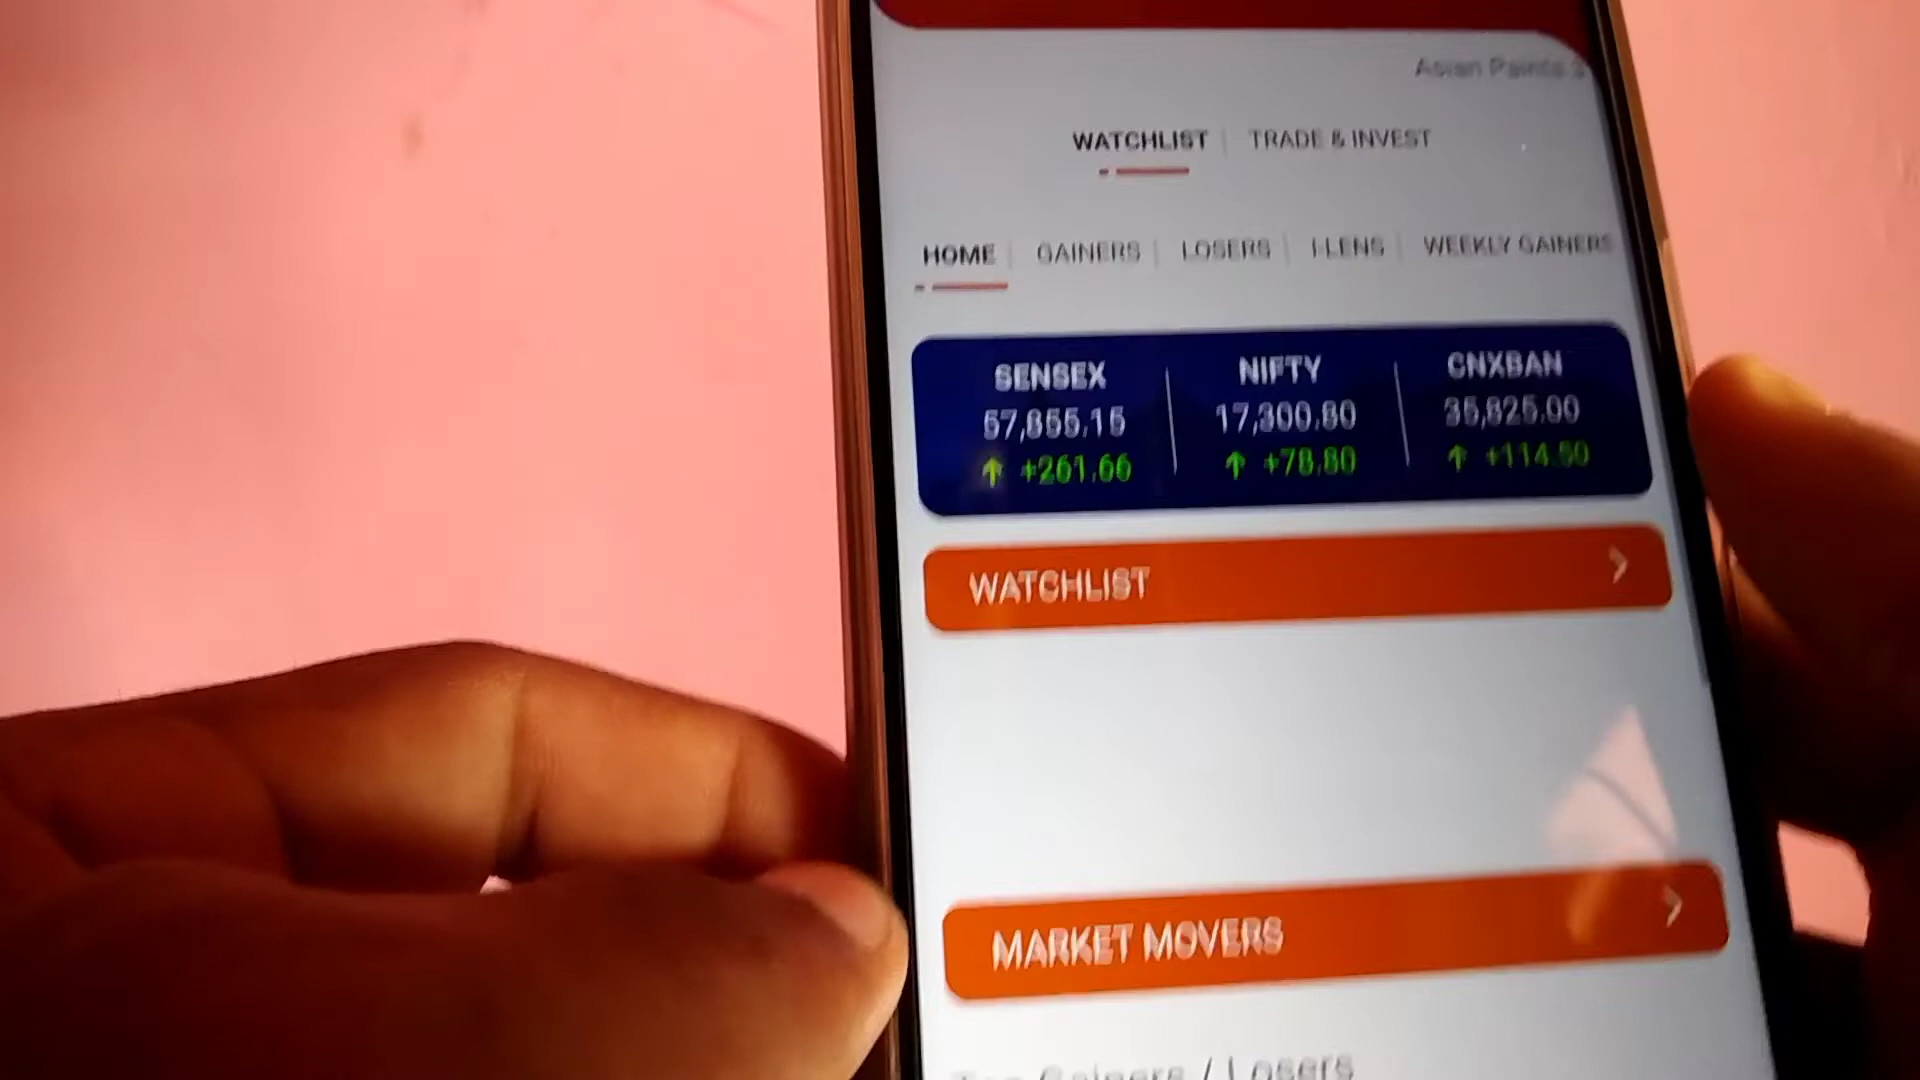 Asian Paints
WATCHLIST TRADE & INVEST
HOME GAINERS LOSERS I-LENS WEEKLY GAINERS
SENSEX NIFTY CNXBAN
57,855.15 17,300.80 35,825.00
↑ +261.66 ↑ +78.80 ↑ +114.50
WATCHLIST
MARKET MOVERS
Top Gainers / Losers